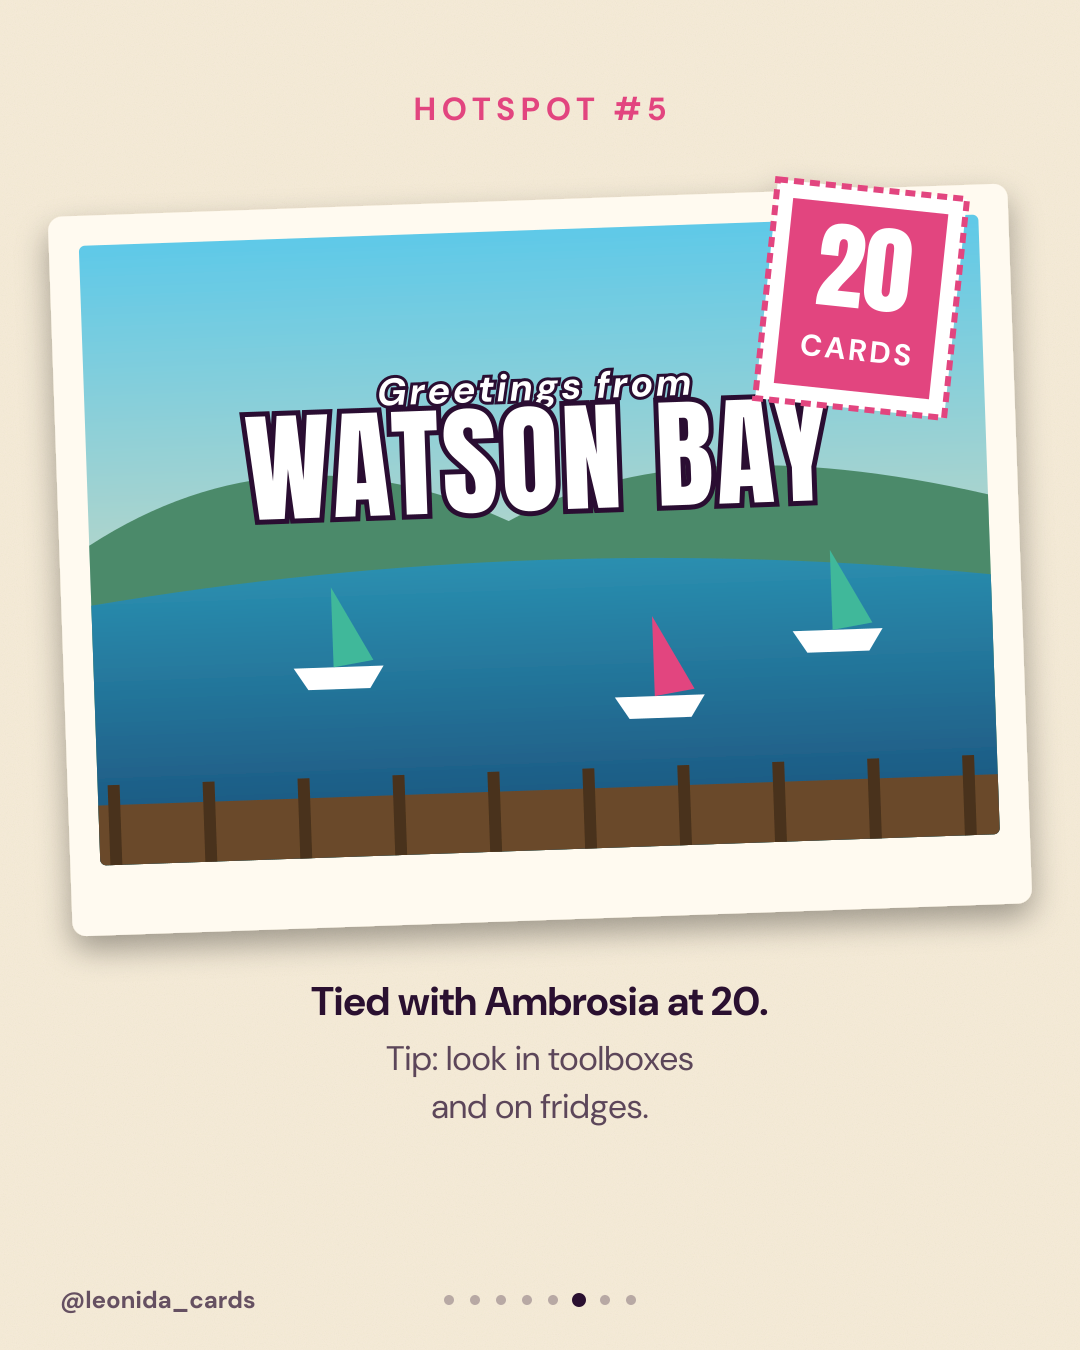 HOTSPOT #5
20
CARDS
Greetings from
WATSON BAY
Tied with Ambrosia at 20.
Tip: look in toolboxes
and on fridges.
@leonida_cards